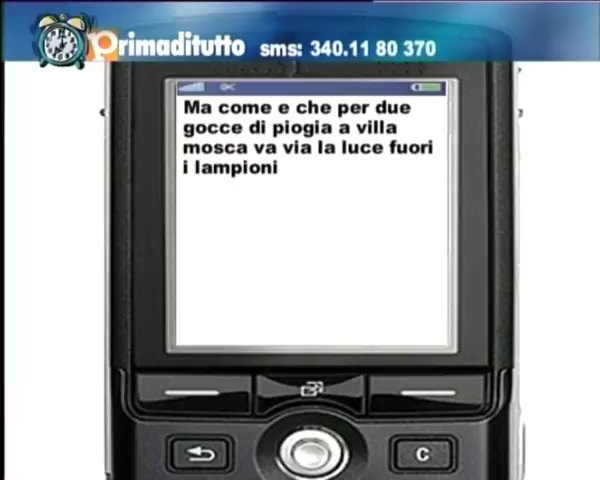 Primaditutto sms: 340.11 80 370
Ma come e che per due
gocce di piogia a villa
mosca va via la luce fuori
i lampioni
C